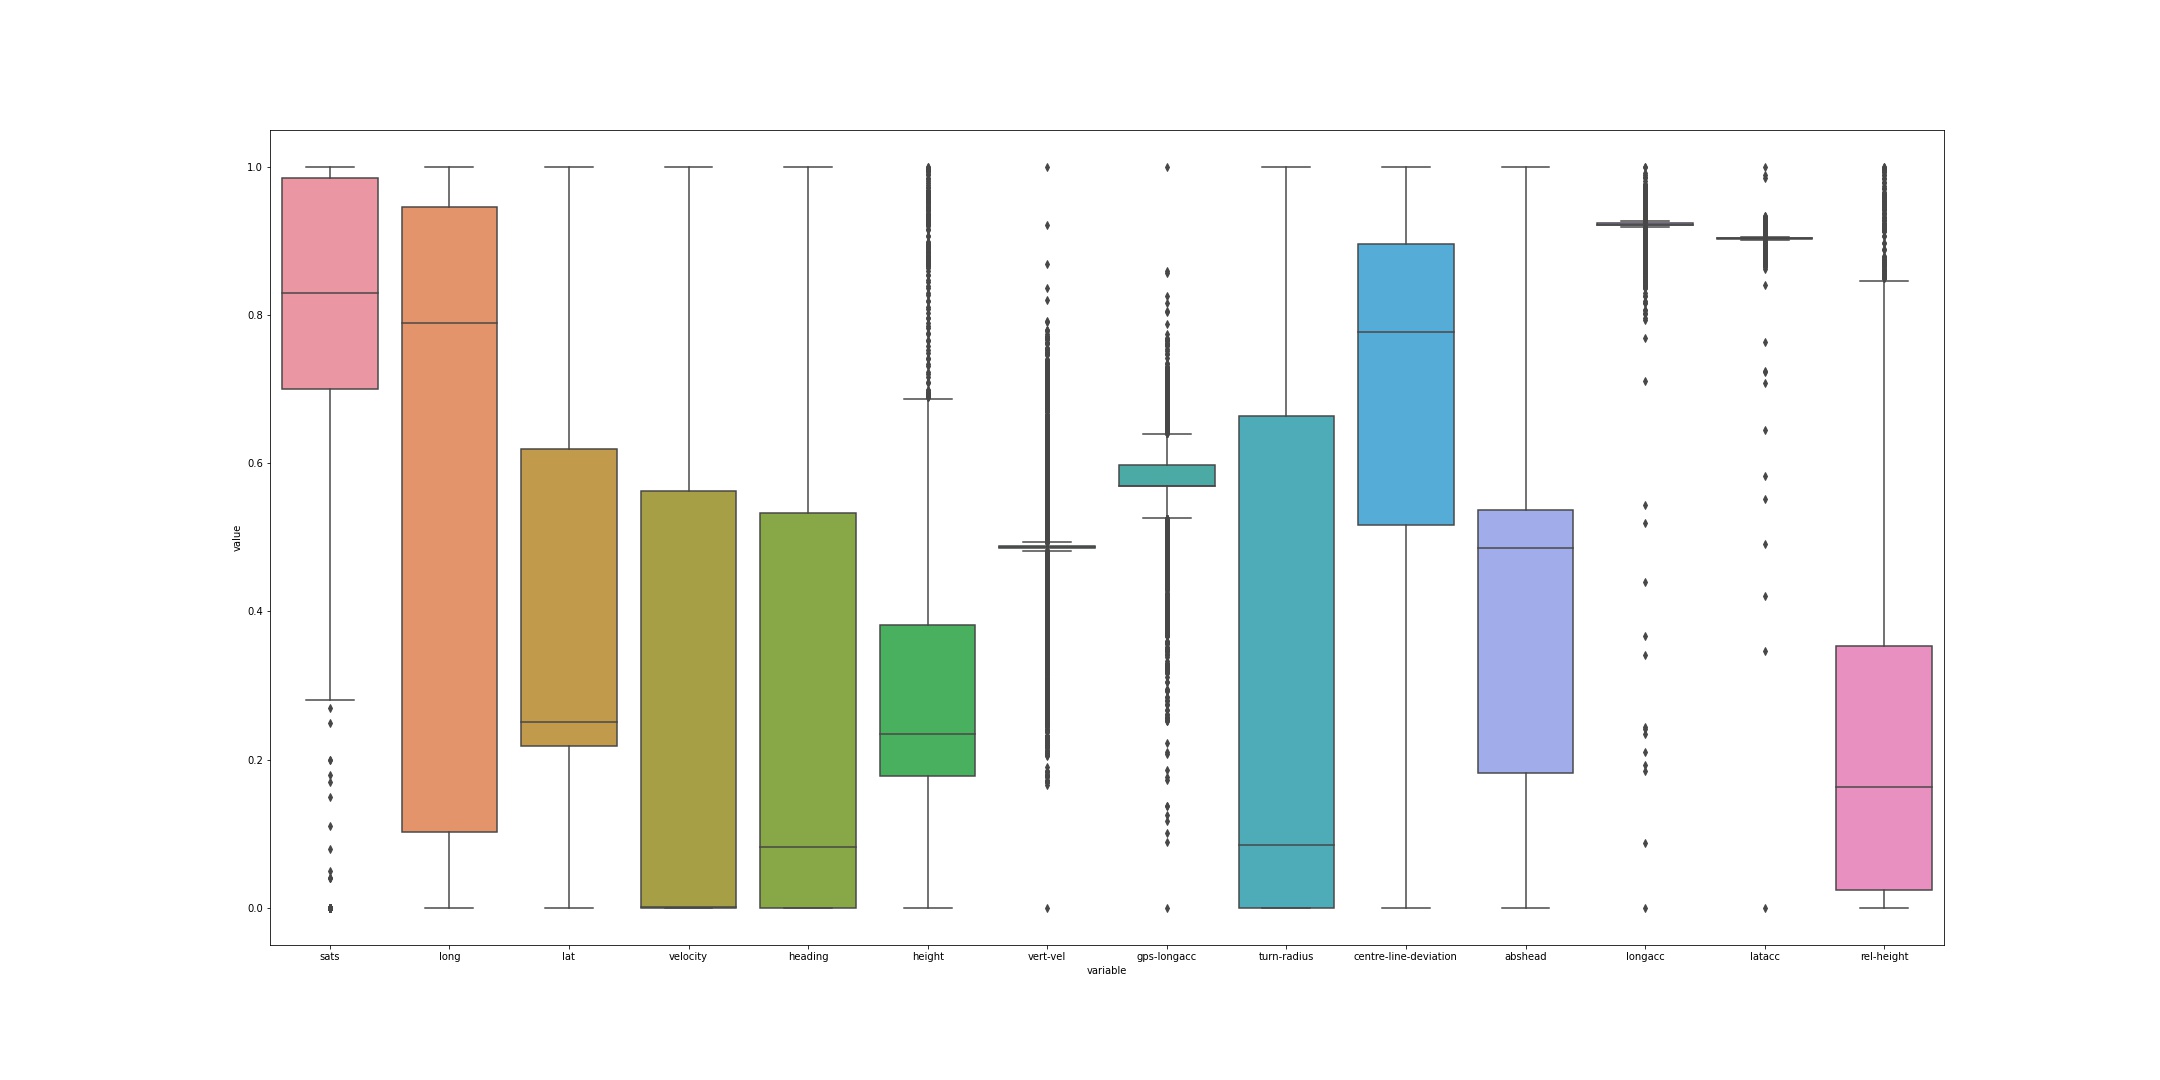 1.0
0.8
0.6
0.4
0.2
0.0
value
sats long lat velocity heading height vert-vel gps-longacc turn-radius centre-line-deviation abshead longacc latacc rel-height
variable